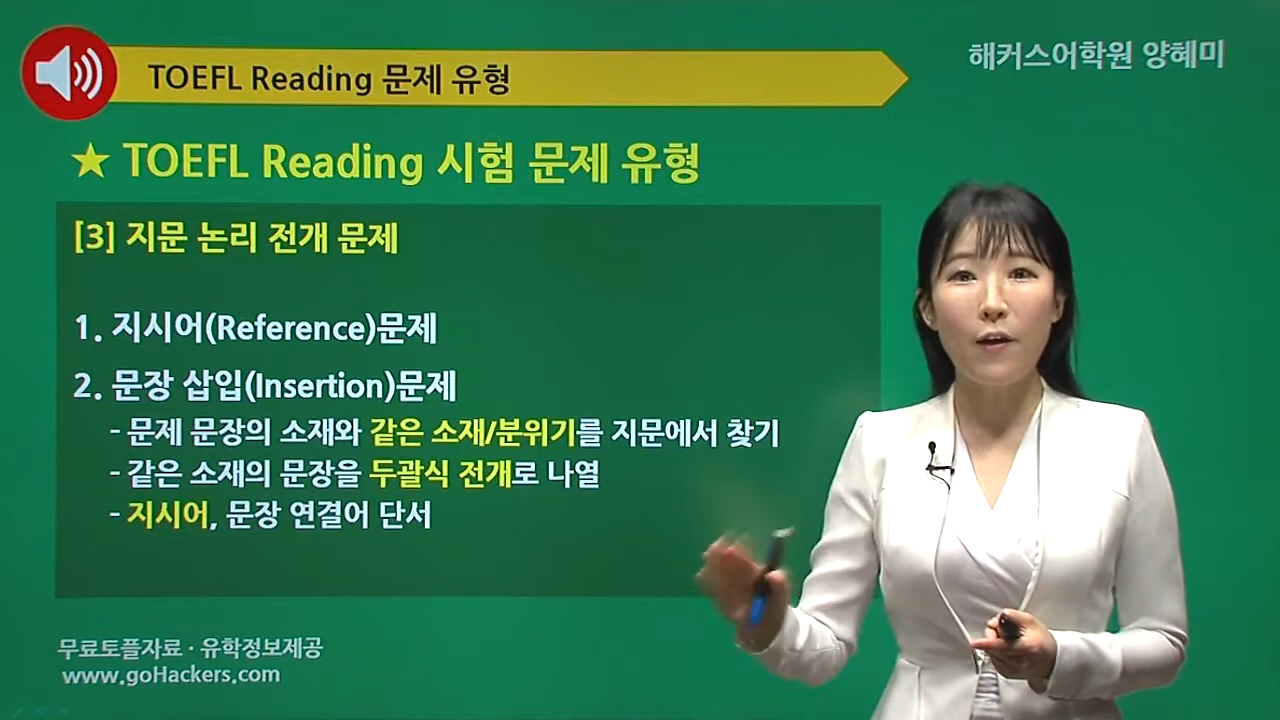 TOEFL Reading 문제 유형
해커스어학원 양혜미
★ TOEFL Reading 시험 문제 유형
[3] 지문 논리 전개 문제
1. 지시어(Reference)문제
2. 문장 삽입(Insertion)문제
- 문제 문장의 소재와 같은 소재/분위기를 지문에서 찾기
- 같은 소재의 문장을 두괄식 전개로 나열
- 지시어, 문장 연결어 단서
무료토플자료 · 유학정보제공
www.goHackers.com